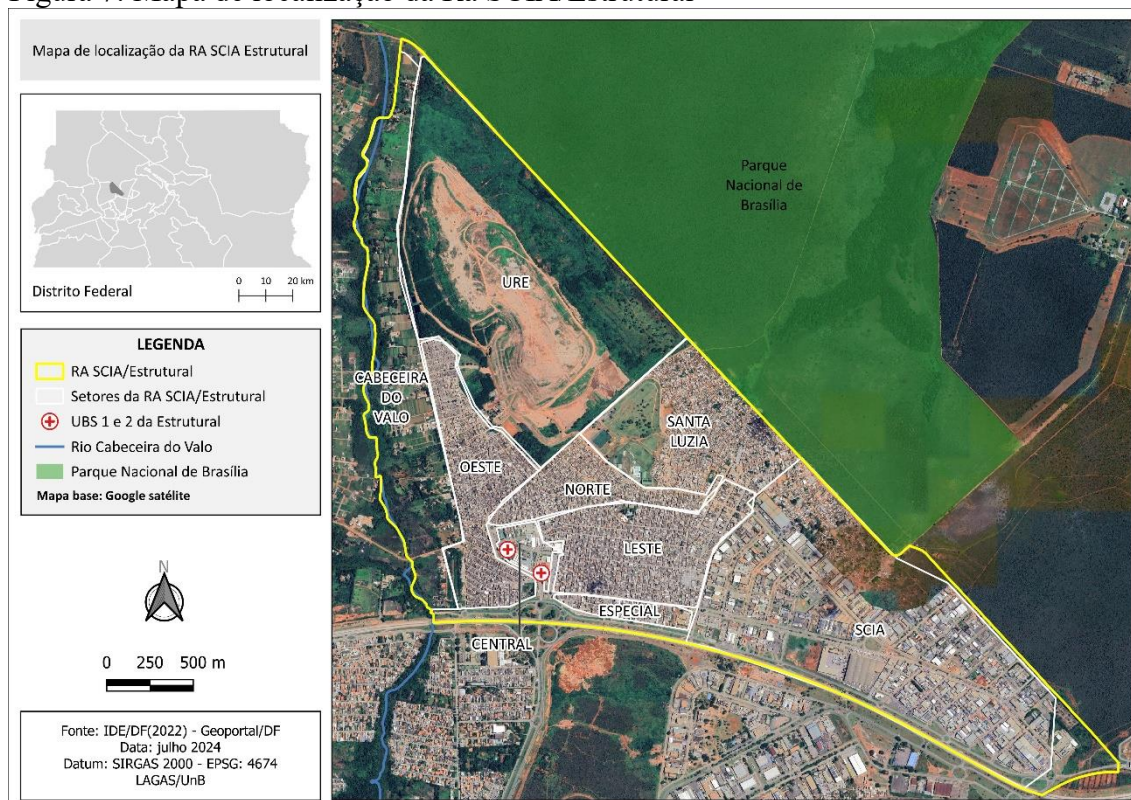 Mapa de localização da RA SCIA Estrutural
Distrito Federal
0 10 20 km
LEGENDA
RA SCIA/Estrutural
Setores da RA SCIA/Estrutural
UBS 1 e 2 da Estrutural
Rio Cabeceira do Valo
Parque Nacional de Brasília
Mapa base: Google satélite
N
0 250 500 m
Fonte: IDE/DF(2022) - Geoportal/DF
Data: julho 2024
Datum: SIRGAS 2000 - EPSG: 4674
LAGAS/UnB
Parque
Nacional de
Brasília
URE
CABECEIRA
DO
VALO
SANTA
LUZIA
OESTE
NORTE
LESTE
ESPECIAL
SCIA
CENTRAL